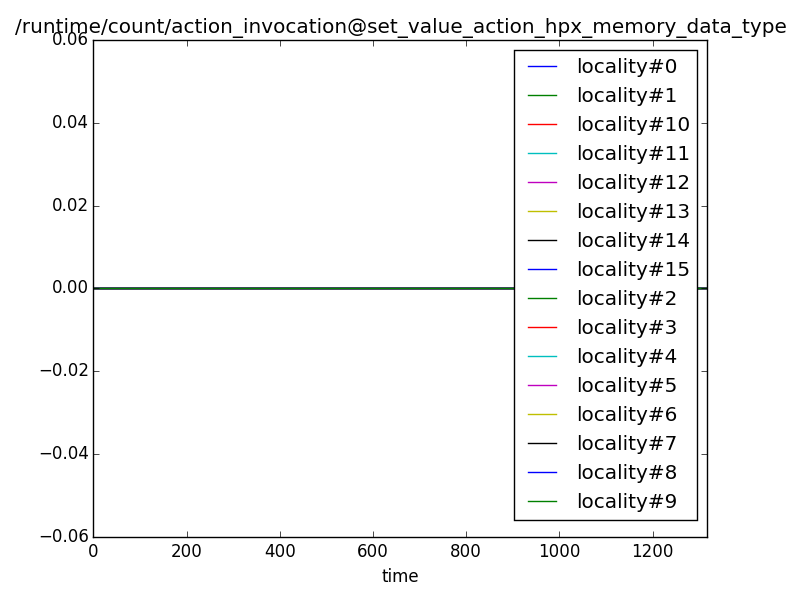 /runtime/count/action_invocation@set_value_action_hpx_memory_data_type
0.06
0.04
0.02
0.00
−0.02
−0.04
−0.06
locality#0
locality#1
locality#10
locality#11
locality#12
locality#13
locality#14
locality#15
locality#2
locality#3
locality#4
locality#5
locality#6
locality#7
locality#8
locality#9
0 200 400 600 800 1000 1200
time